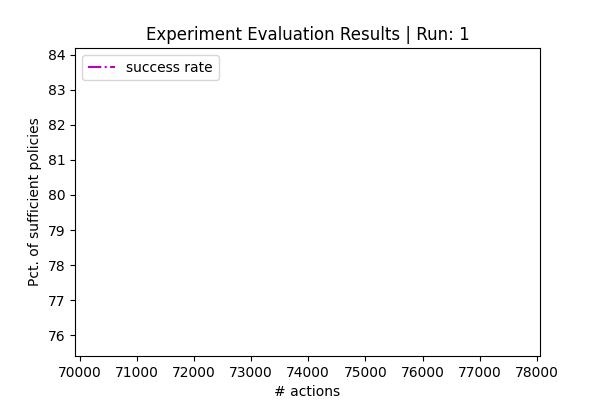 Experiment Evaluation Results | Run: 1
success rate
Pct. of sufficient policies
84
83
82
81
80
79
78
77
76
70000 71000 72000 73000 74000 75000 76000 77000 78000
# actions